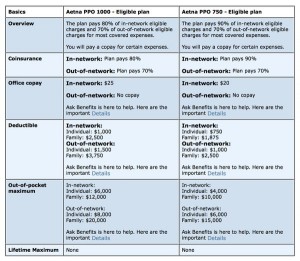 Basics
Aetna PPO 1000 - Eligible plan
Aetna PPO 750 - Eligible plan
Overview
The plan pays 80% of in-network eligible
charges and 70% of out-of-network eligible
charges for most covered expenses.
You will pay a copay for certain expenses.
The plan pays 90% of in-network eligible
charges and 70% of out-of-network eligible
charges for most covered expenses.
You will pay a copay for certain expenses.
Coinsurance
In-network: Plan pays 80%
Out-of-network: Plan pays 70%
In-network: Plan pays 90%
Out-of-network: Plan pays 70%
Office copay
In-network: $25
Out-of-network: No copay
Ask Benefits is here to help. Here are the
important Details
In-network: $20
Out-of-network: No copay
Ask Benefits is here to help. Here are the
important Details
Deductible
In-network:
Individual: $1,000
Family: $2,500
Out-of-network:
Individual: $1,500
Family: $3,750
Ask Benefits is here to help. Here are the
important Details
In-network:
Individual: $750
Family: $1,875
Out-of-network:
Individual: $1,000
Family: $2,500
Ask Benefits is here to help. Here are the
important Details
Out-of-pocket
maximum
In-network:
Individual: $6,000
Family: $12,000
Out-of-network:
Individual: $8,000
Family: $20,000
Ask Benefits is here to help. Here are the
important Details
In-network:
Individual: $4,000
Family: $10,000
Out-of-network:
Individual: $6,000
Family: $15,000
Ask Benefits is here to help. Here are the
important Details
Lifetime Maximum
None
None